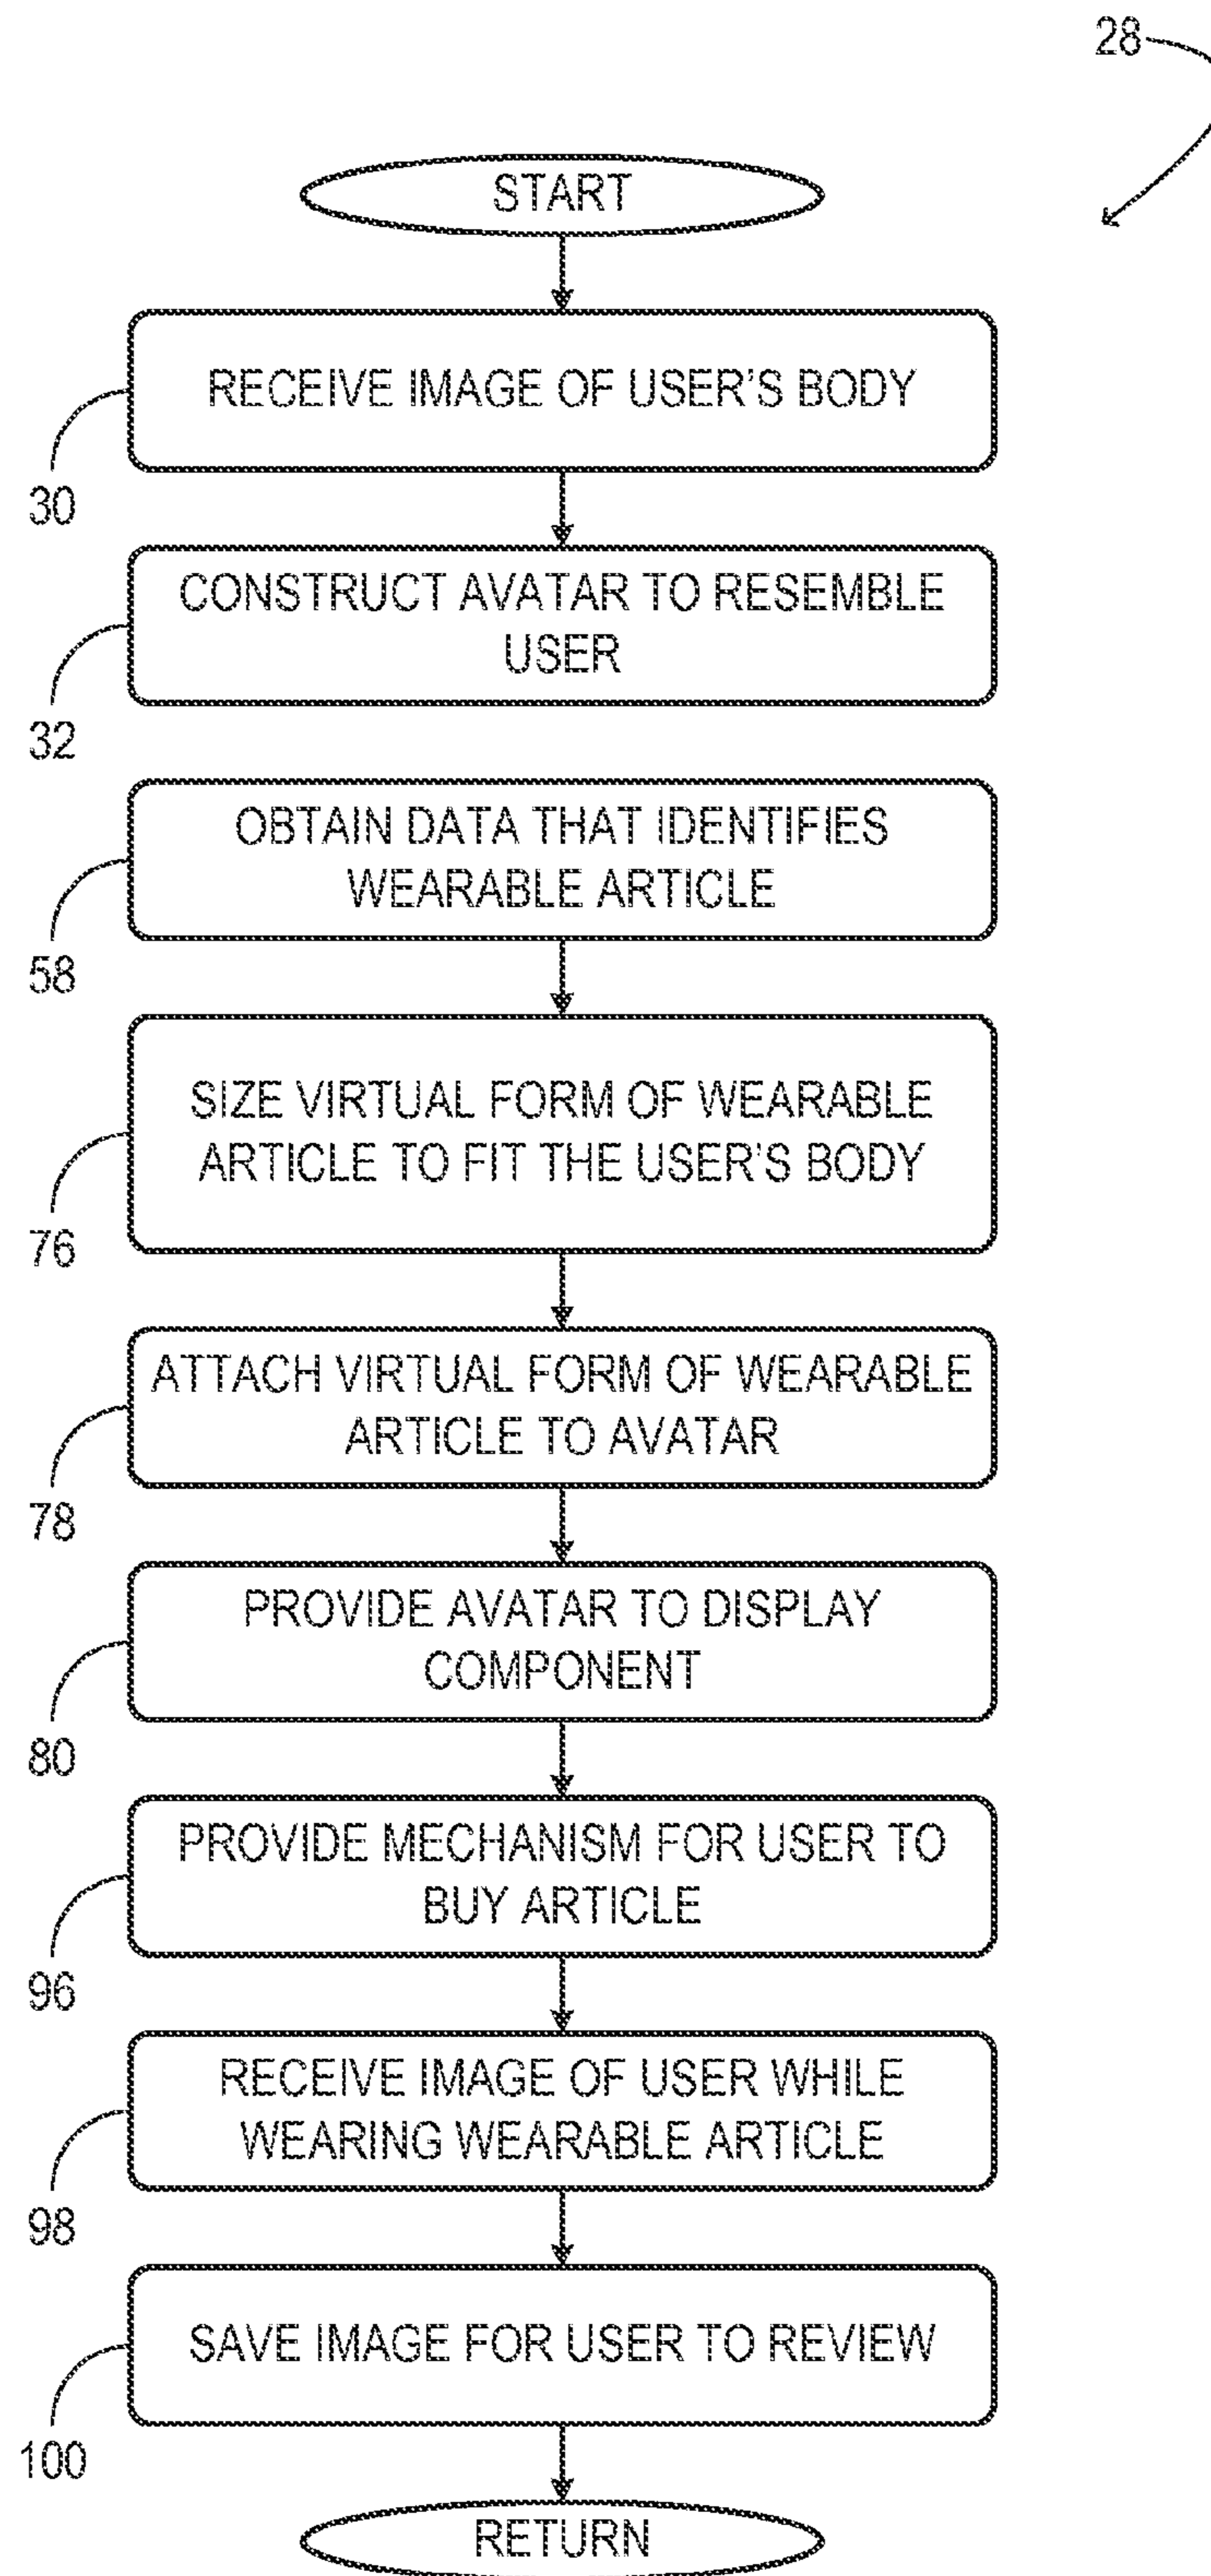 28
START
RECEIVE IMAGE OF USER'S BODY
30
CONSTRUCT AVATAR TO RESEMBLE
USER
32
OBTAIN DATA THAT IDENTIFIES
WEARABLE ARTICLE
58
SIZE VIRTUAL FORM OF WEARABLE
ARTICLE TO FIT THE USER'S BODY
76
ATTACH VIRTUAL FORM OF WEARABLE
ARTICLE TO AVATAR
78
PROVIDE AVATAR TO DISPLAY
COMPONENT
80
PROVIDE MECHANISM FOR USER TO
BUY ARTICLE
96
RECEIVE IMAGE OF USER WHILE
WEARING WEARABLE ARTICLE
98
SAVE IMAGE FOR USER TO REVIEW
100
RETURN